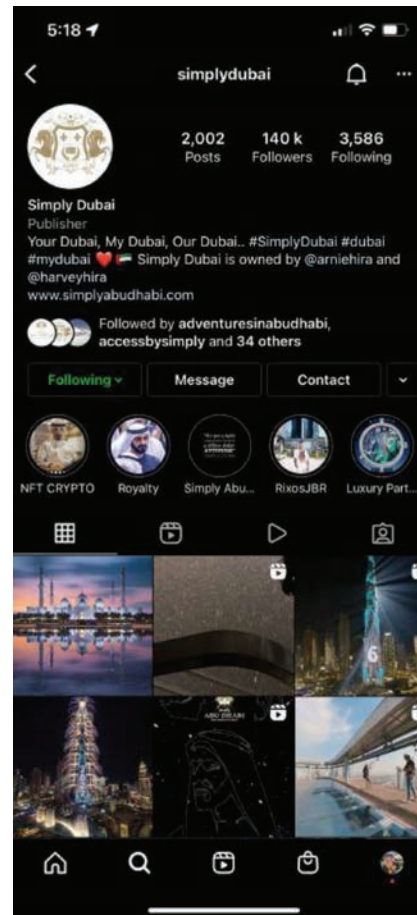 5:18
simplydubai
2,002 140 k 3,586
Posts Followers Following
Simply Dubai
Publisher
Your Dubai, My Dubai, Our Dubai.. #SimplyDubai #dubai
#mydubai ❤️🇦🇪 Simply Dubai is owned by @arniehira and
@harveyhira
www.simplyabudhabi.com
Followed by adventuresinabudhabi,
accessbysimply and 34 others
Following Message Contact
NFT CRYPTO Royalty Simply Abu... RixosJBR Luxury Part...
6
ABU DHABI